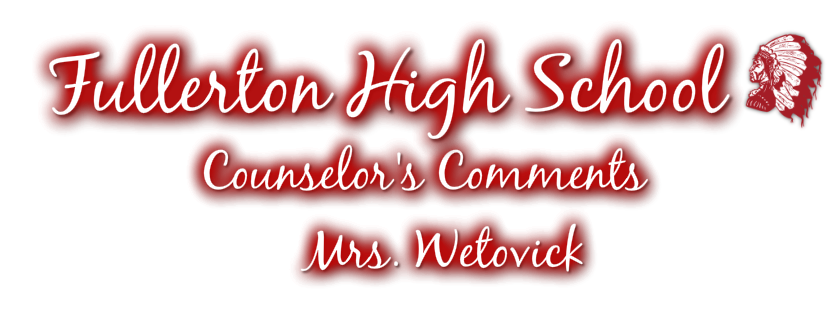 Fullerton High School
Counselor's Comments
Mrs. Wetovick